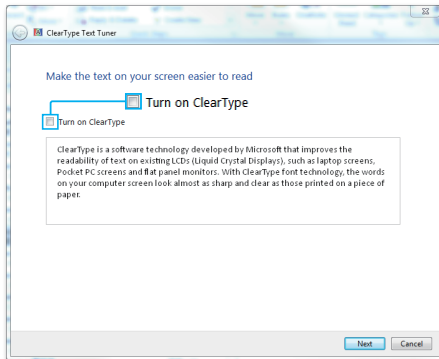 ClearType Text Tuner
Make the text on your screen easier to read
Turn on ClearType
Turn on ClearType
ClearType is a software technology developed by Microsoft that improves the
readability of text on existing LCDs (Liquid Crystal Displays), such as laptop screens,
Pocket PC screens and flat panel monitors. With ClearType font technology, the words
on your computer screen look almost as sharp and clear as those printed on a piece of
paper.
Next Cancel